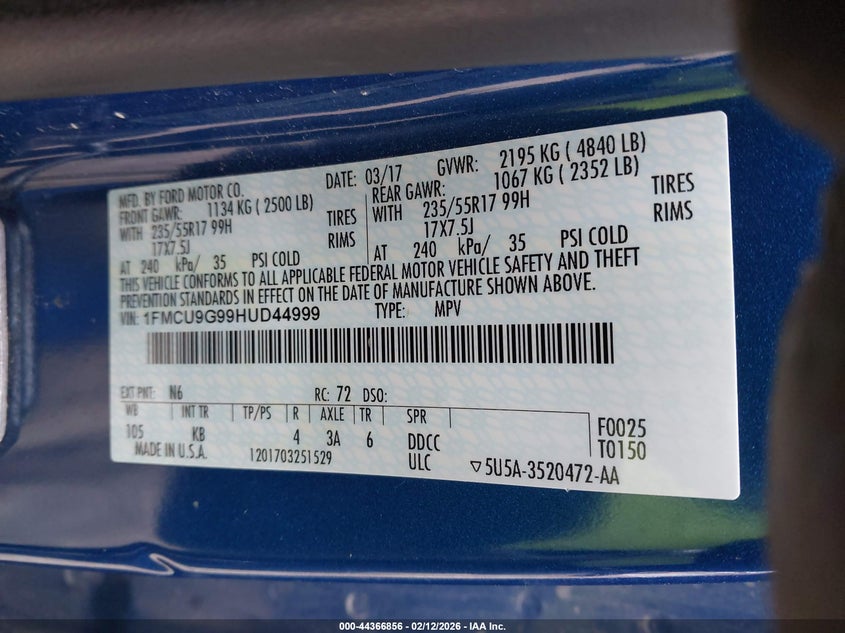 MFD. BY FORD MOTOR CO. DATE: 03/17 GVWR: 2195 KG ( 4840 LB)
FRONT GAWR: 1134 KG ( 2500 LB) REAR GAWR: 1067 KG ( 2352 LB)
WITH 235/55R17 99H TIRES WITH 235/55R17 99H TIRES
17X7.5J RIMS 17X7.5J RIMS
AT 240 kPa/ 35 PSI COLD AT 240 kPa/ 35 PSI COLD
THIS VEHICLE CONFORMS TO ALL APPLICABLE FEDERAL MOTOR VEHICLE SAFETY AND THEFT
PREVENTION STANDARDS IN EFFECT ON THE DATE OF MANUFACTURE SHOWN ABOVE.
VIN: 1FMCU9G99HUD44999 TYPE: MPV
EXT PNT: N6 RC: 72 DSO:
WB INT TR TP/PS R AXLE TR SPR
105 KB 4 3A 6 DDCC F0025
MADE IN U.S.A. 1201703251529 ULC T0150
▽5U5A-3520472-AA
000-44366856 - 02/12/2026 - IAA Inc.